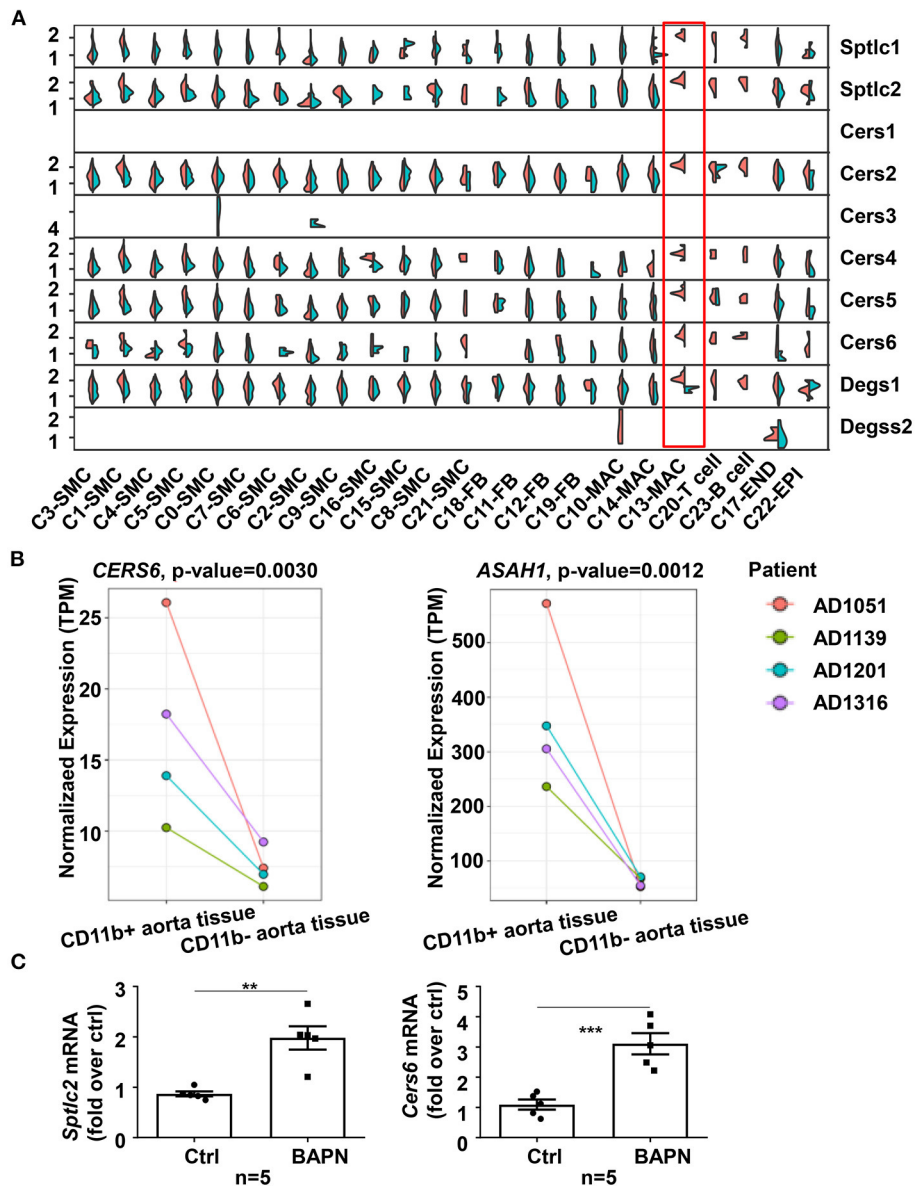 A
2
1
Sptlc1
2
1
Sptlc2
Cers1
2
1
Cers2
4
Cers3
2
1
Cers4
2
1
Cers5
2
1
Cers6
2
1
Degs1
2
1
Degss2
C3-SMC
C1-SMC
C4-SMC
C5-SMC
C0-SMC
C7-SMC
C6-SMC
C2-SMC
C9-SMC
C16-SMC
C15-SMC
C8-SMC
C21-SMC
C18-FB
C11-FB
C12-FB
C19-FB
C10-MAC
C14-MAC
C13-MAC
C20-T cell
C23-B cell
C17-END
C22-EPI
B
CERS6, p-value=0.0030
Normalizaed Expression (TPM)
25
20
15
10
CD11b+ aorta tissue
CD11b- aorta tissue
ASAH1, p-value=0.0012
Normalizaed Expression (TPM)
500
400
300
200
100
CD11b+ aorta tissue
CD11b- aorta tissue
Patient
AD1051
AD1139
AD1201
AD1316
C
Sptlc2 mRNA
(fold over ctrl)
3
2
1
0
**
Ctrl
BAPN
n=5
Cers6 mRNA
(fold over ctrl)
5
4
3
2
1
0
***
Ctrl
BAPN
n=5